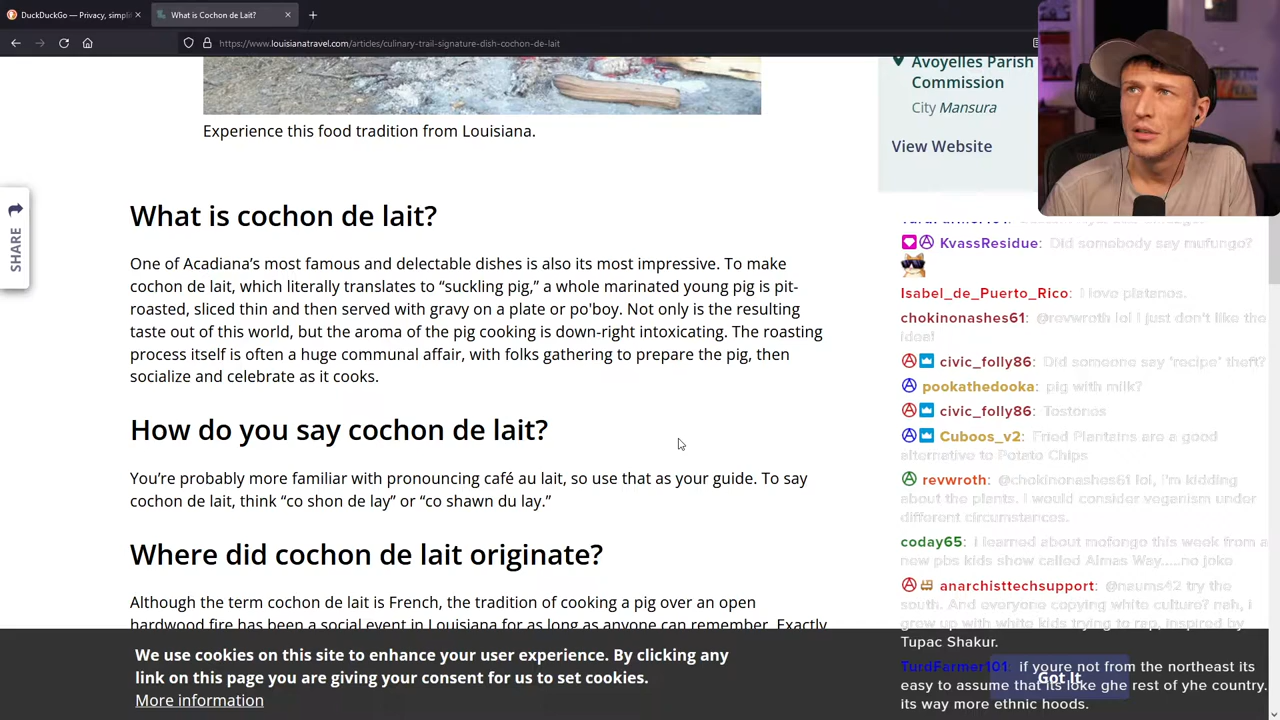 DuckDuckGo — Privacy, simpli
What is Cochon de Lait?
https://www.louisianatravel.com/articles/culinary-trail-signature-dish-cochon-de-lait
Experience this food tradition from Louisiana.
SHARE
What is cochon de lait?
One of Acadiana’s most famous and delectable dishes is also its most impressive. To make
cochon de lait, which literally translates to “suckling pig,” a whole marinated young pig is pit-
roasted, sliced thin and then served with gravy on a plate or po'boy. Not only is the resulting
taste out of this world, but the aroma of the pig cooking is down-right intoxicating. The roasting
process itself is often a huge communal affair, with folks gathering to prepare the pig, then
socialize and celebrate as it cooks.
How do you say cochon de lait?
You’re probably more familiar with pronouncing café au lait, so use that as your guide. To say
cochon de lait, think “co shon de lay” or “co shawn du lay.”
Where did cochon de lait originate?
Although the term cochon de lait is French, the tradition of cooking a pig over an open
hardwood fire has been a social event in Louisiana for as long as anyone can remember. Exactly
We use cookies on this site to enhance your user experience. By clicking any
link on this page you are giving your consent for us to set cookies.
More information
Got It
Avoyelles Parish
Commission
City Mansura
View Website
KvassResidue: Did somebody say mufungo?
Isabel_de_Puerto_Rico: I love platanos.
chokinonashes61: @revwroth lol I just don't like the
idea!
civic_folly86: Did someone say 'recipe' theft?
pookathedooka: pig with milk?
civic_folly86: Tostones
Cuboos_v2: Fried Plantains are a good
alternative to Potato Chips
revwroth: @chokinonashes61 lol, I'm kidding
about the plants. I would consider veganism under
different circumstances.
coday65: i learned about mofongo this week from a
new pbs kids show called Almas Way.....no joke
anarchisttechsupport: @naums42 try the
south. And everyone copying white culture? nah, i
grew up with white kids trying to rap, inspired by
Tupac Shakur.
TurdFarmer101: if youre not from the northeast its
easy to assume that its loke ghe rest of yhe country.
its way more ethnic hoods.